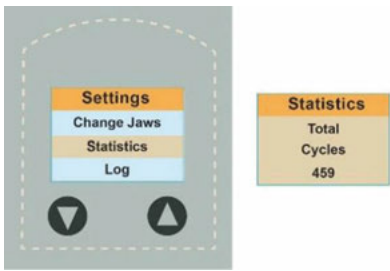 Settings
Change Jaws
Statistics
Log
Statistics
Total
Cycles
459